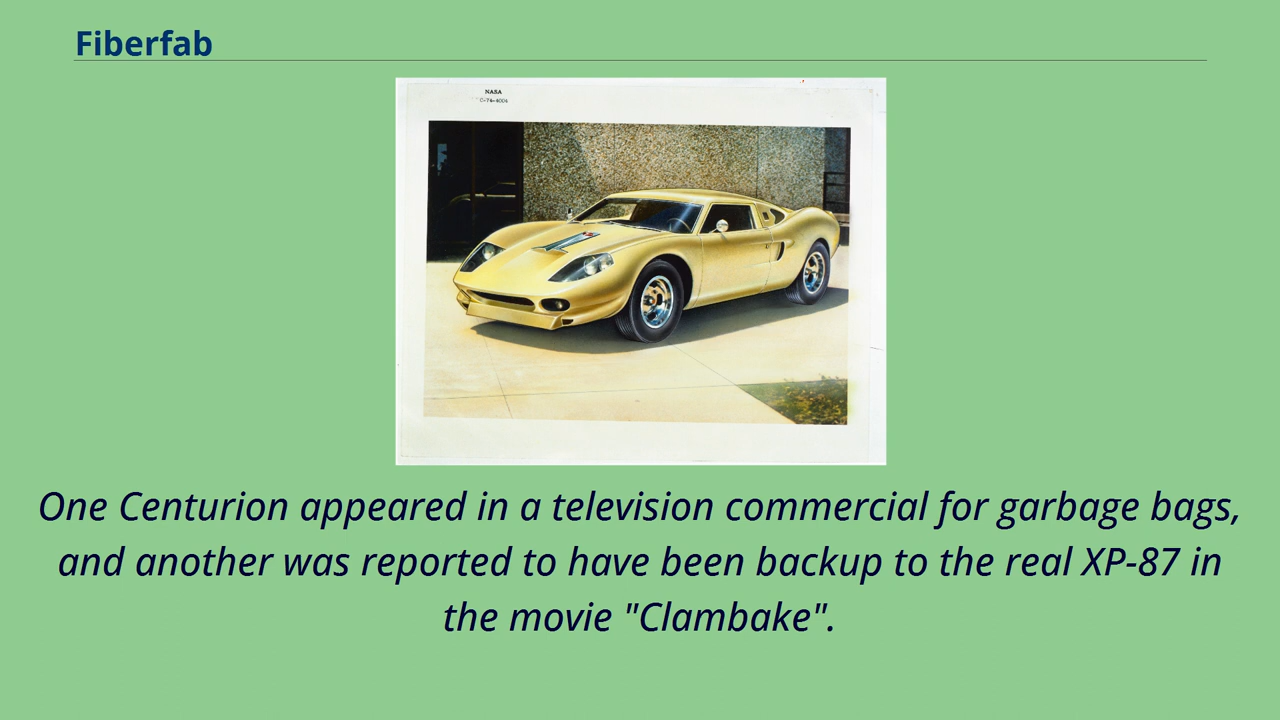 Fiberfab
NASA
C-74-4004
One Centurion appeared in a television commercial for garbage bags,
and another was reported to have been backup to the real XP-87 in
the movie "Clambake".